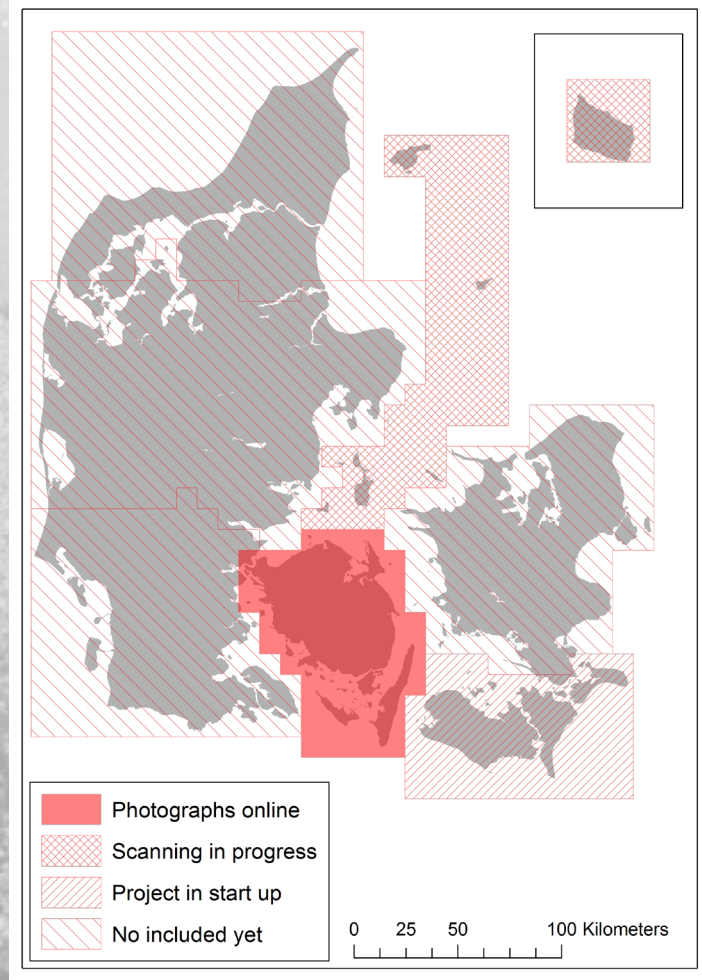 Photographs online
Scanning in progress
Project in start up
No included yet
0 25 50 100 Kilometers